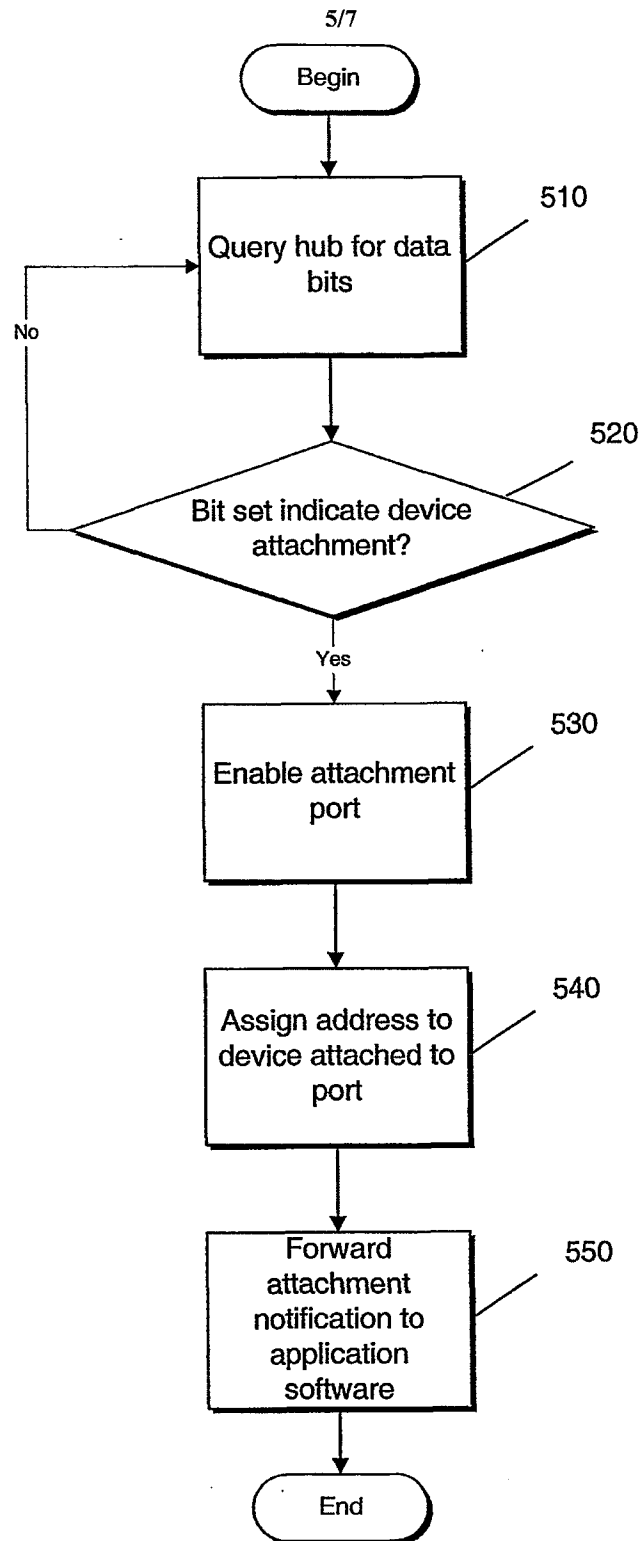 5/7
Begin
510
Query hub for data
bits
No
520
Bit set indicate device
attachment?
Yes
530
Enable attachment
port
540
Assign address to
device attached to
port
550
Forward
attachment
notification to
application
software
End